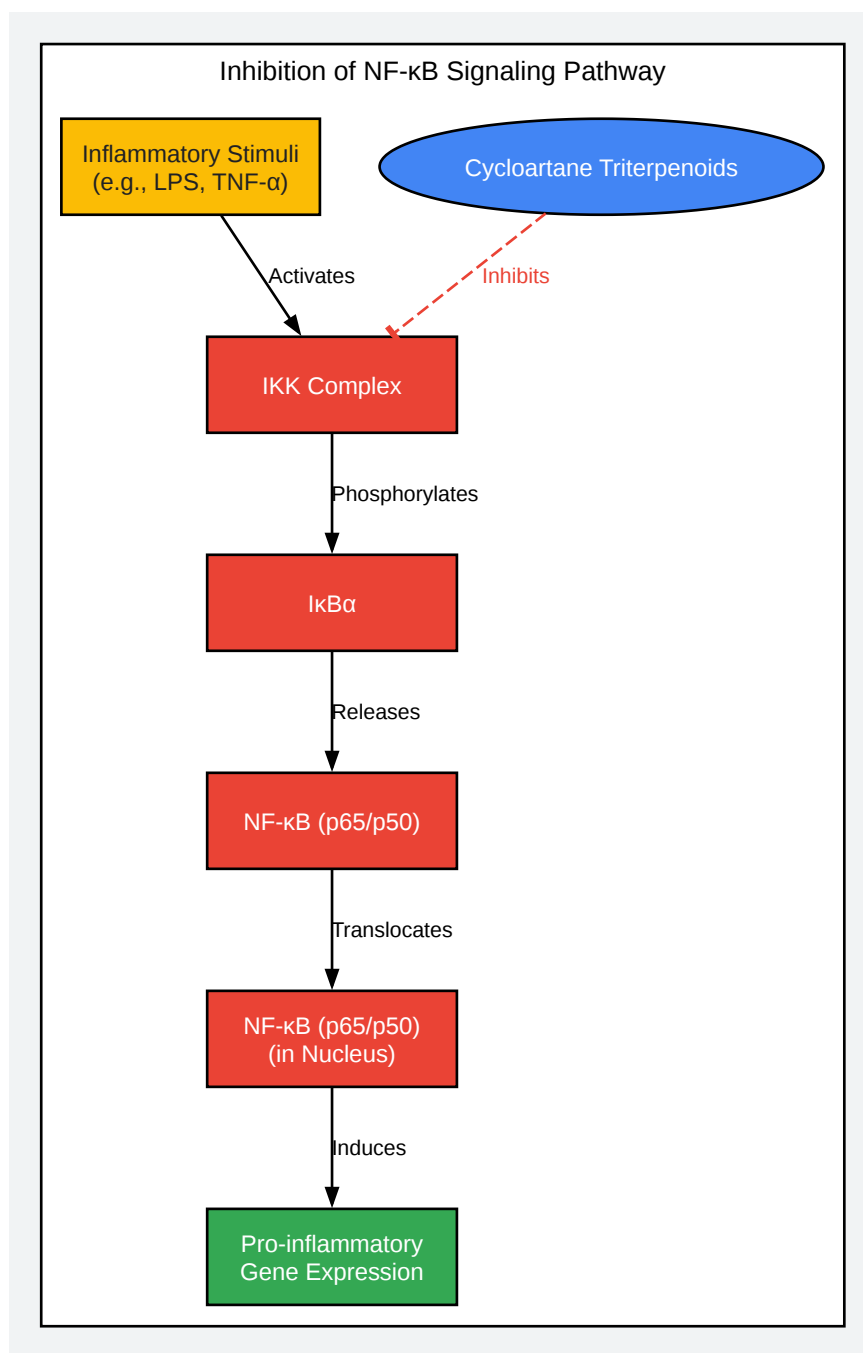 Inhibition of NF-κB Signaling Pathway
Inflammatory Stimuli
(e.g., LPS, TNF-α)
Cycloartane Triterpenoids
Activates
Inhibits
IKK Complex
Phosphorylates
IκBα
Releases
NF-κB (p65/p50)
Translocates
NF-κB (p65/p50)
(in Nucleus)
Induces
Pro-inflammatory
Gene Expression